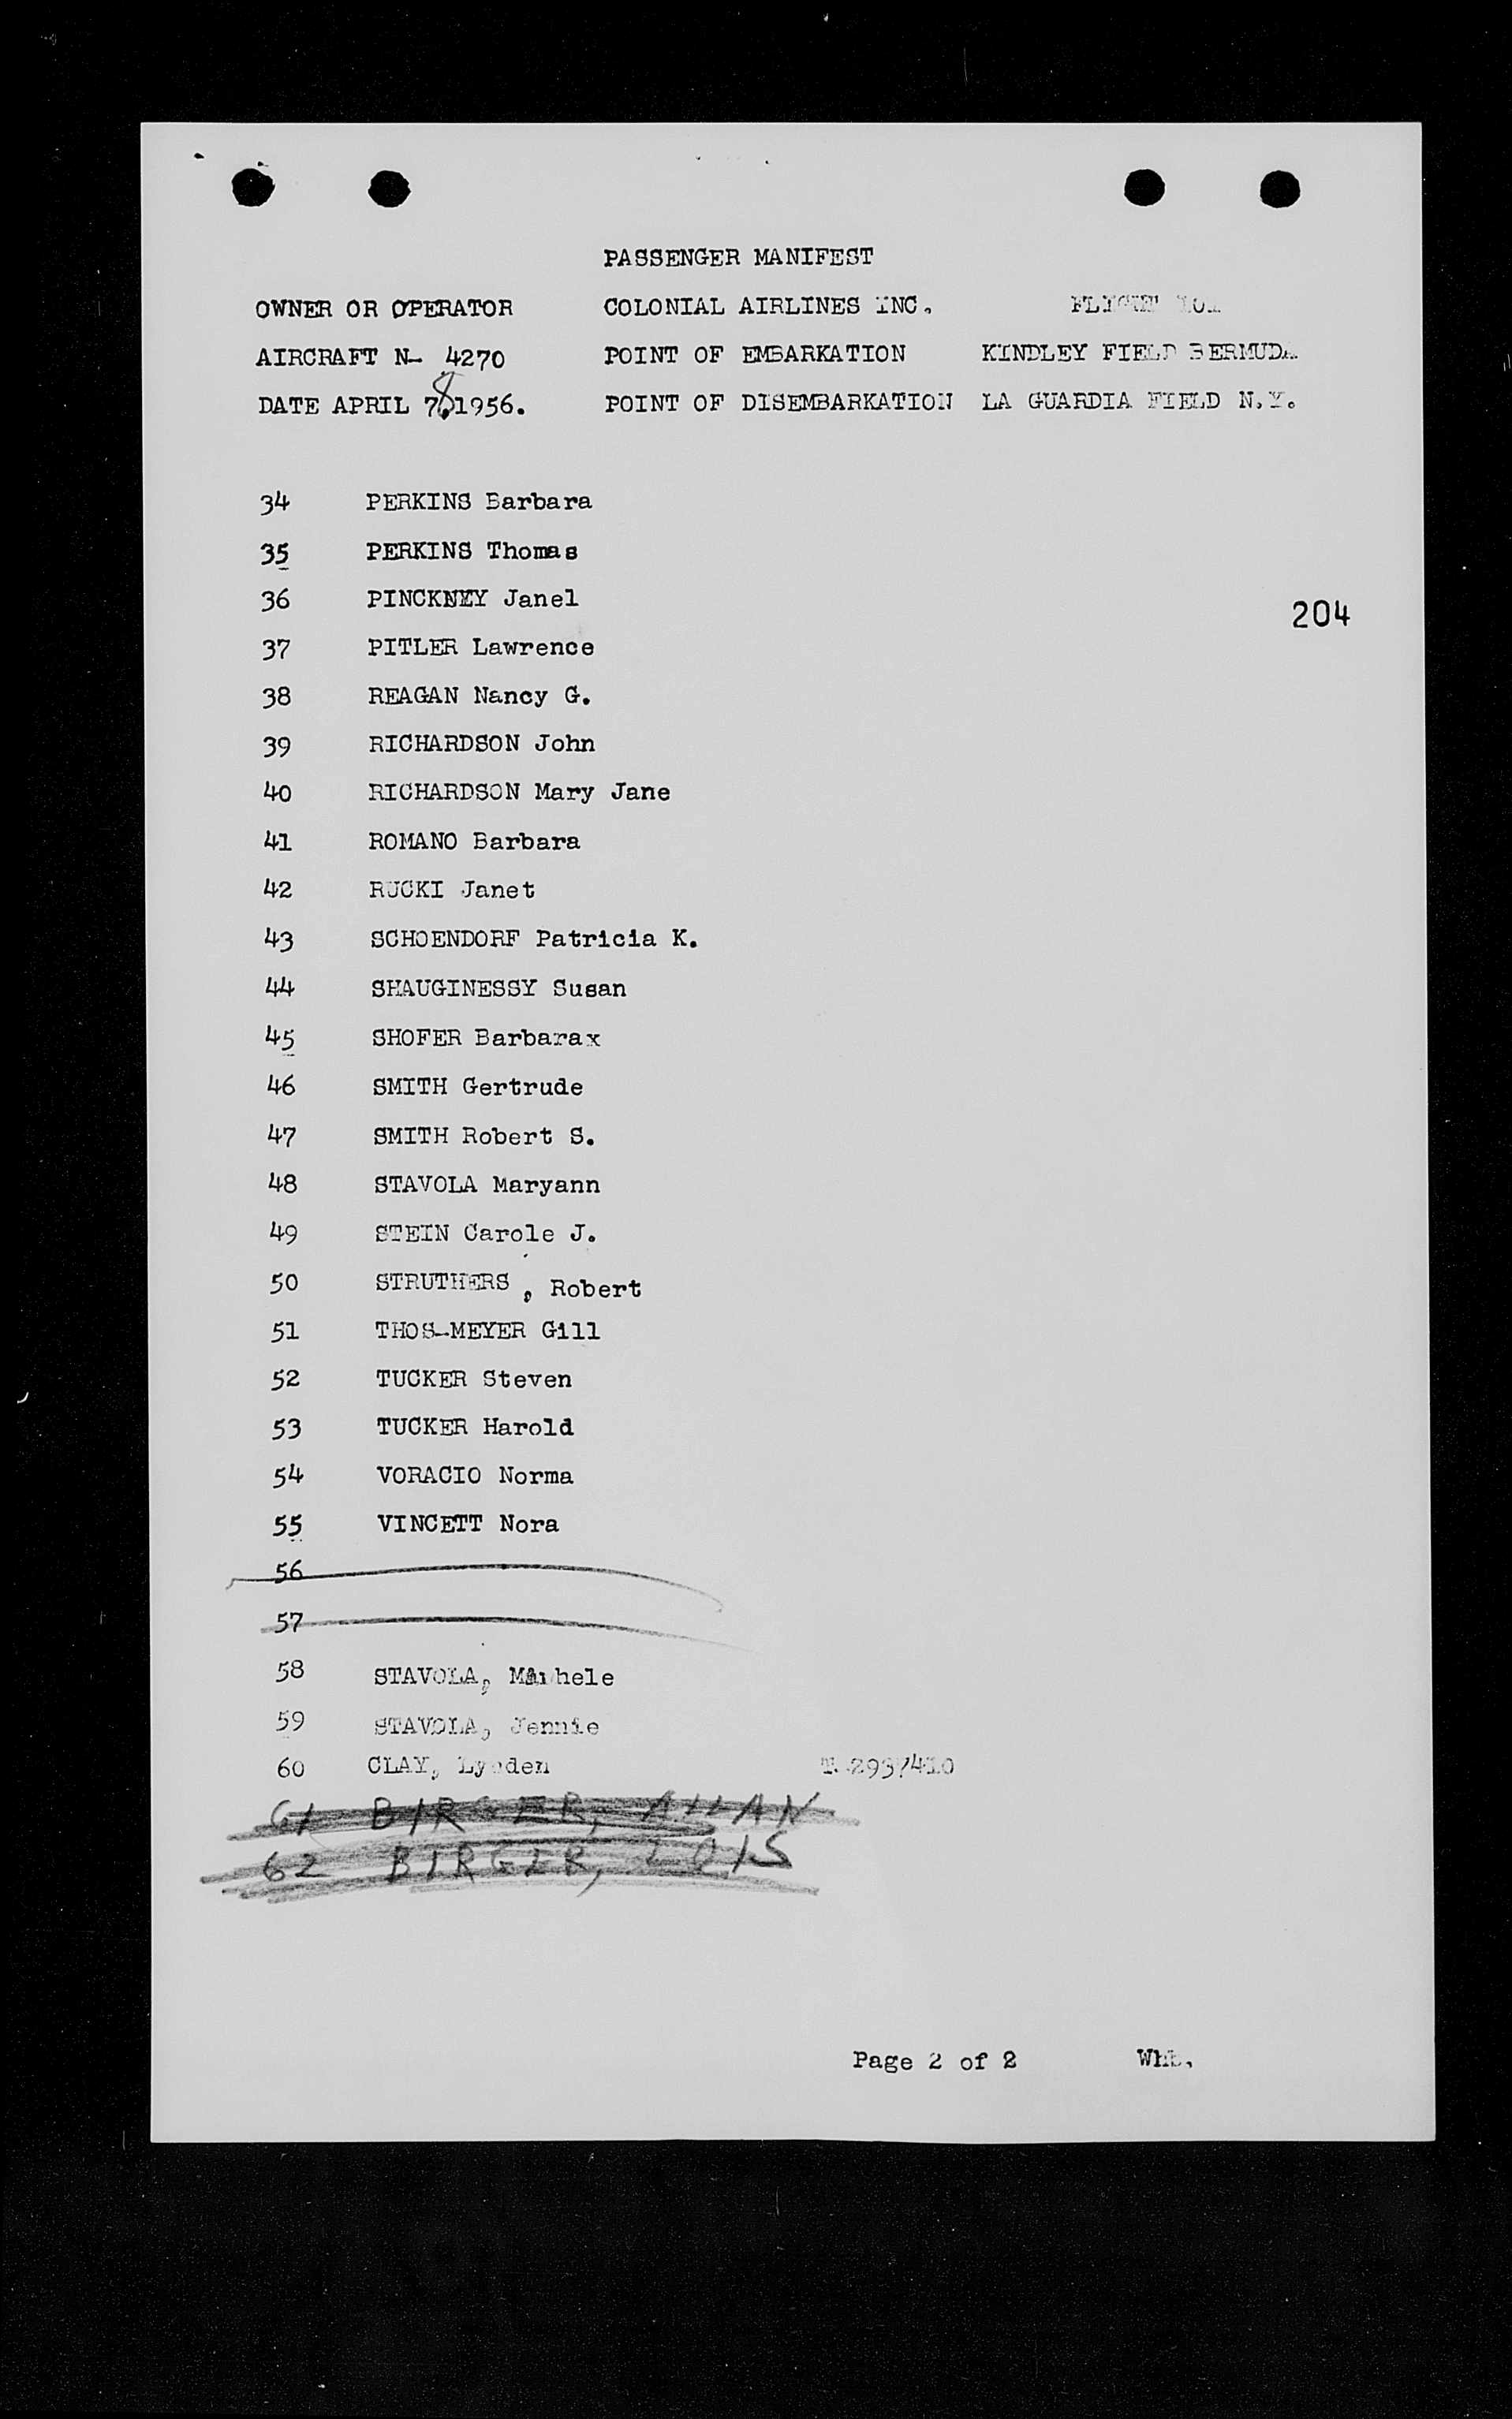 PASSENGER MANIFEST
OWNER OR OPERATOR COLONIAL AIRLINES INC.
AIRCRAFT N- 4270 POINT OF EMBARKATION KINDLEY FIELD BERMUDA
DATE APRIL 7 8 1956. POINT OF DISEMBARKATION LA GUARDIA FIELD N.Y.
34 PERKINS Barbara
35 PERKINS Thomas
36 PINCKNEY Janel
204
37 PITLER Lawrence
38 REAGAN Nancy G.
39 RICHARDSON John
40 RICHARDSON Mary Jane
41 ROMANO Barbara
42 RUCKI Janet
43 SCHOENDORF Patricia K.
44 SHAUGINESSY Susan
45 SHOFER Barbarax
46 SMITH Gertrude
47 SMITH Robert S.
48 STAVOLA Maryann
49 STEIN Carole J.
50 STRUTHERS , Robert
51 THOS-MEYER Gill
52 TUCKER Steven
53 TUCKER Harold
54 VORACIO Norma
55 VINCETT Nora
56
57
58 STAVOLA,
59 STAVOLA, Jennie
60 CLAY,
61 BIRGER, ALLAN
62 BIRGER, LOIS
Page 2 of 2